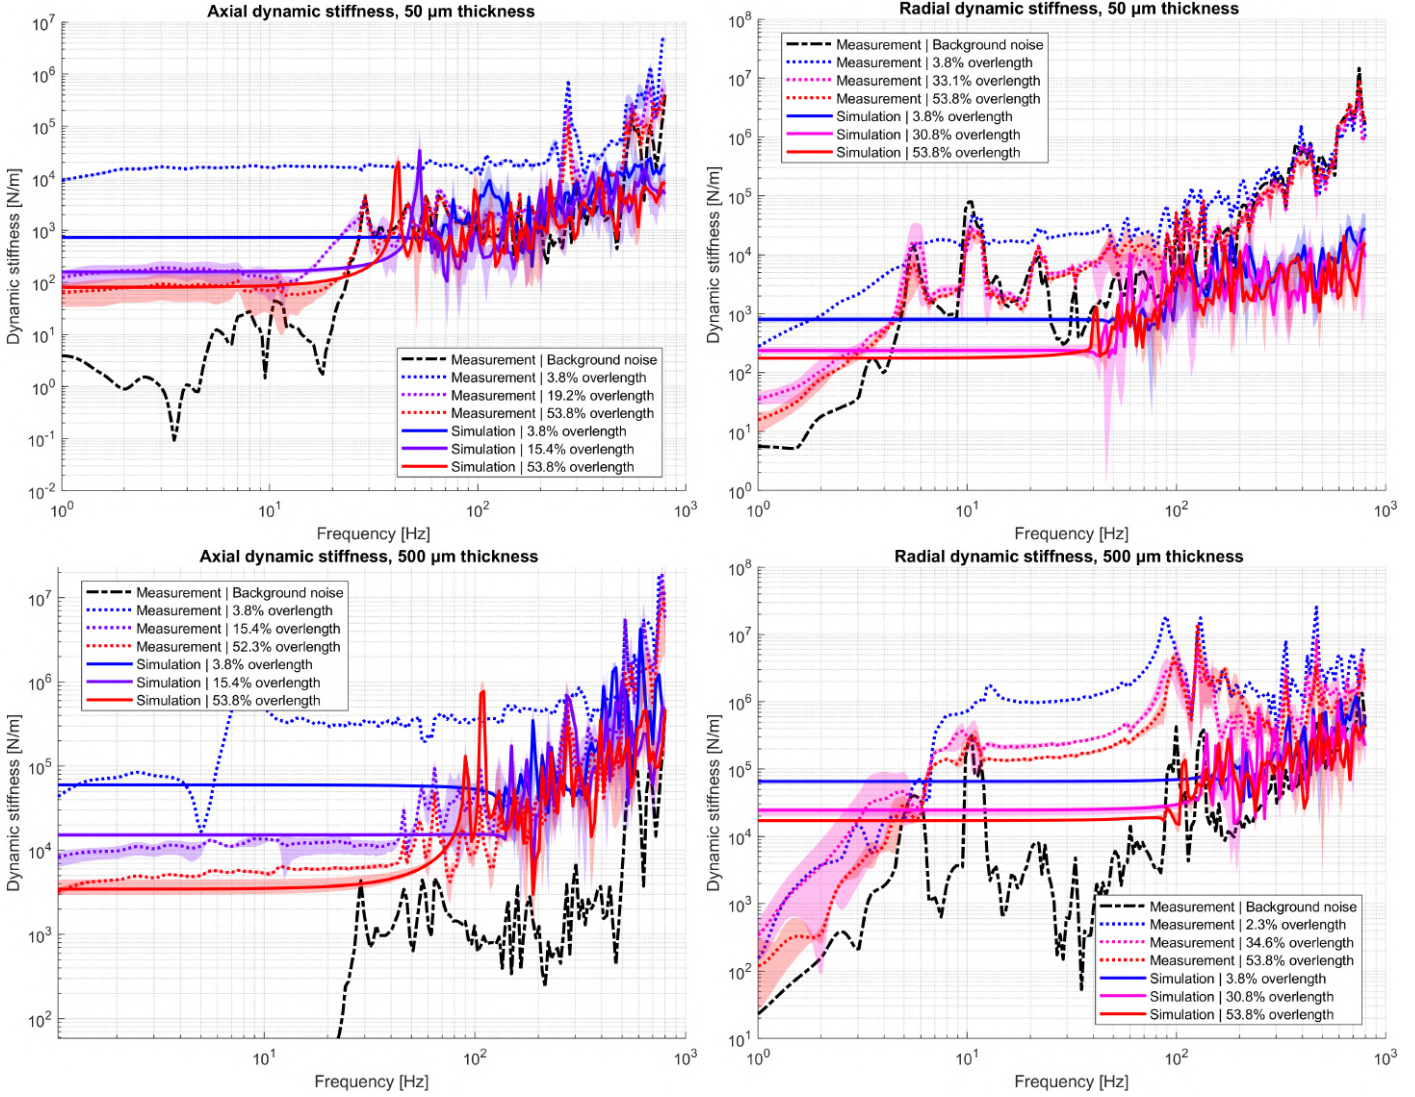 Axial dynamic stiffness, 50 µm thickness
Dynamic stiffness [N/m]
10^7
10^6
10^5
10^4
10^3
10^2
10^1
10^0
10^-1
10^-2
Measurement | Background noise
Measurement | 3.8% overlength
Measurement | 19.2% overlength
Measurement | 53.8% overlength
Simulation | 3.8% overlength
Simulation | 15.4% overlength
Simulation | 53.8% overlength
10^0 10^1 10^2 10^3
Frequency [Hz]
Radial dynamic stiffness, 50 µm thickness
Dynamic stiffness [N/m]
10^8
10^7
10^6
10^5
10^4
10^3
10^2
10^1
10^0
Measurement | Background noise
Measurement | 3.8% overlength
Measurement | 33.1% overlength
Measurement | 53.8% overlength
Simulation | 3.8% overlength
Simulation | 30.8% overlength
Simulation | 53.8% overlength
10^0 10^1 10^2 10^3
Frequency [Hz]
Axial dynamic stiffness, 500 µm thickness
Dynamic stiffness [N/m]
10^7
10^6
10^5
10^4
10^3
10^2
Measurement | Background noise
Measurement | 3.8% overlength
Measurement | 15.4% overlength
Measurement | 52.3% overlength
Simulation | 3.8% overlength
Simulation | 15.4% overlength
Simulation | 53.8% overlength
10^1 10^2 10^3
Frequency [Hz]
Radial dynamic stiffness, 500 µm thickness
Dynamic stiffness [N/m]
10^8
10^7
10^6
10^5
10^4
10^3
10^2
10^1
Measurement | Background noise
Measurement | 2.3% overlength
Measurement | 34.6% overlength
Measurement | 53.8% overlength
Simulation | 3.8% overlength
Simulation | 30.8% overlength
Simulation | 53.8% overlength
10^0 10^1 10^2 10^3
Frequency [Hz]